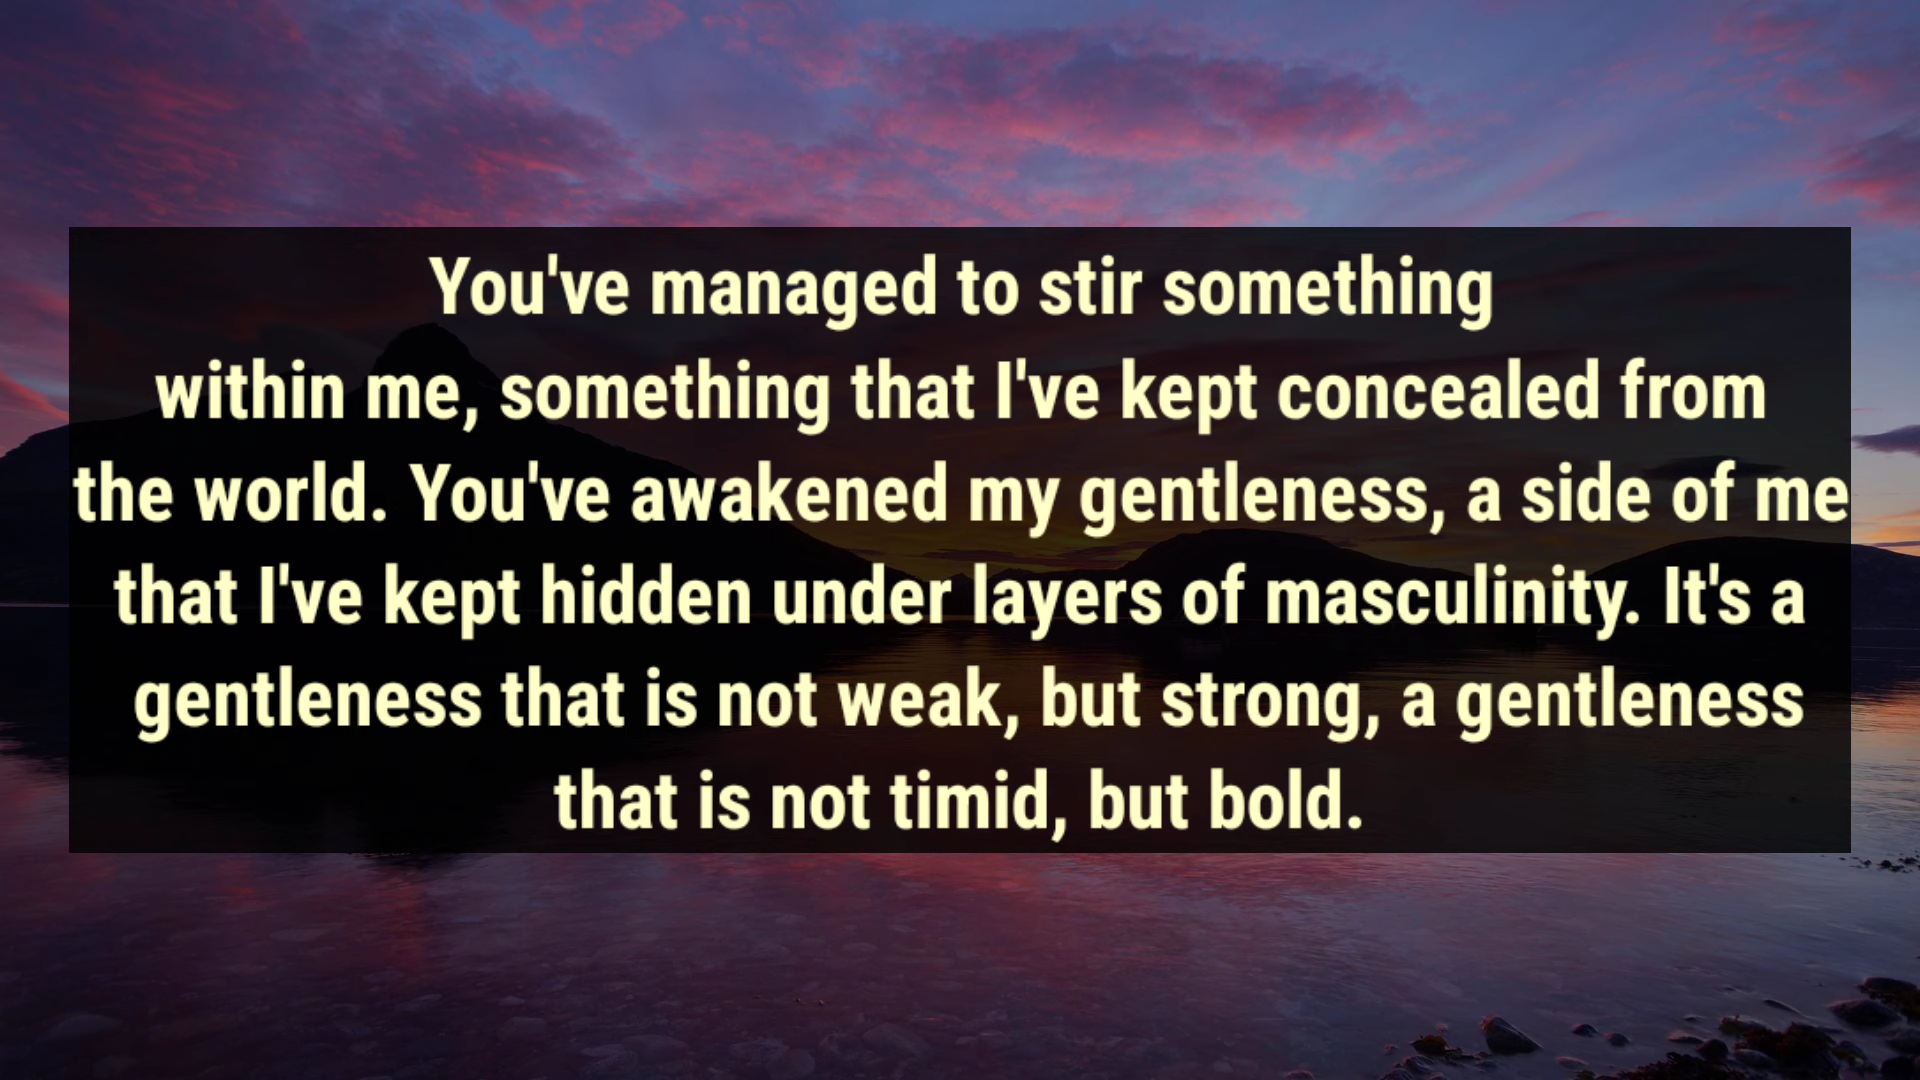 You've managed to stir something
within me, something that I've kept concealed from
the world. You've awakened my gentleness, a side of me
that I've kept hidden under layers of masculinity. It's a
gentleness that is not weak, but strong, a gentleness
that is not timid, but bold.